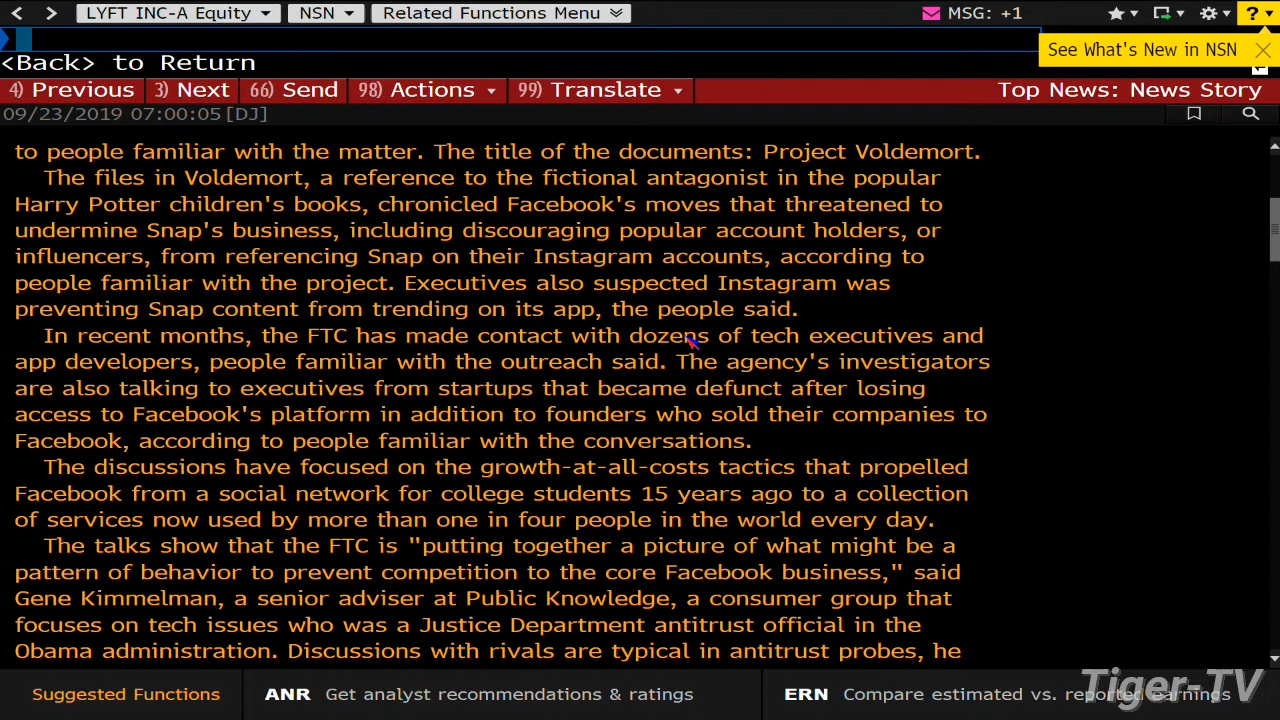 LYFT INC-A Equity NSN Related Functions Menu MSG: +1 ?
See What's New in NSN
<Back> to Return
4) Previous 3) Next 66) Send 98) Actions 99) Translate Top News: News Story
09/23/2019 07:00:05 [DJ]
to people familiar with the matter. The title of the documents: Project Voldemort.
The files in Voldemort, a reference to the fictional antagonist in the popular
Harry Potter children's books, chronicled Facebook's moves that threatened to
undermine Snap's business, including discouraging popular account holders, or
influencers, from referencing Snap on their Instagram accounts, according to
people familiar with the project. Executives also suspected Instagram was
preventing Snap content from trending on its app, the people said.
In recent months, the FTC has made contact with dozens of tech executives and
app developers, people familiar with the outreach said. The agency's investigators
are also talking to executives from startups that became defunct after losing
access to Facebook's platform in addition to founders who sold their companies to
Facebook, according to people familiar with the conversations.
The discussions have focused on the growth-at-all-costs tactics that propelled
Facebook from a social network for college students 15 years ago to a collection
of services now used by more than one in four people in the world every day.
The talks show that the FTC is "putting together a picture of what might be a
pattern of behavior to prevent competition to the core Facebook business," said
Gene Kimmelman, a senior adviser at Public Knowledge, a consumer group that
focuses on tech issues who was a Justice Department antitrust official in the
Obama administration. Discussions with rivals are typical in antitrust probes, he
Suggested Functions ANR Get analyst recommendations & ratings ERN Compare estimated vs. reported earnings
Tiger-TV